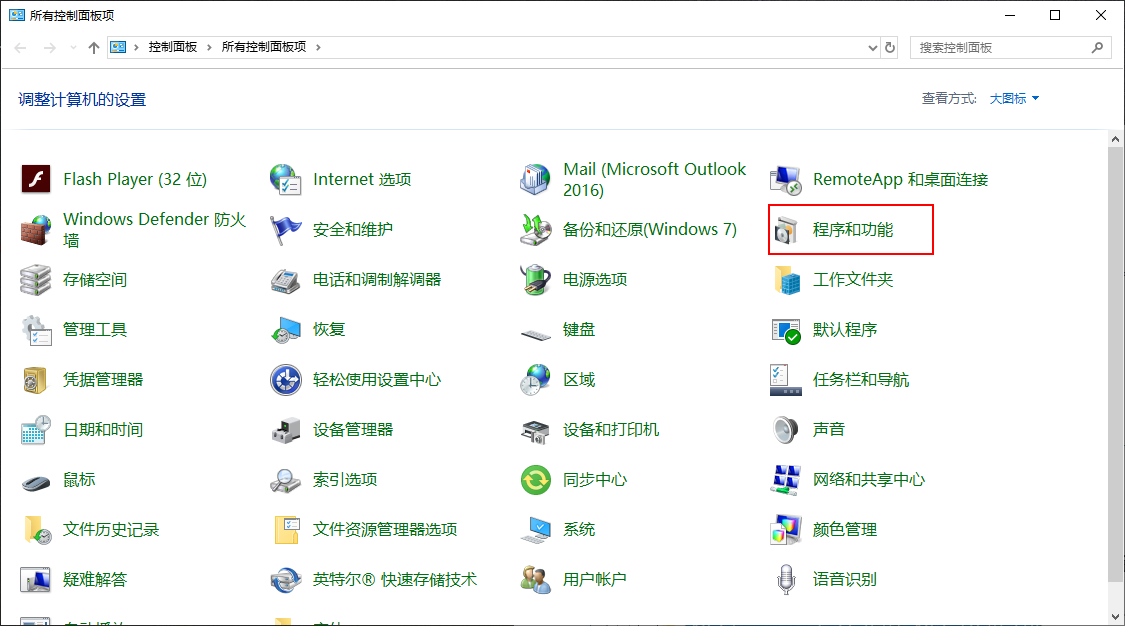 所有控制面板项
控制面板
所有控制面板项
搜索控制面板
调整计算机的设置
查看方式:
大图标
Flash Player (32 位)
Internet 选项
Mail (Microsoft Outlook
2016)
RemoteApp 和桌面连接
Windows Defender 防火
墙
安全和维护
备份和还原(Windows 7)
程序和功能
存储空间
电话和调制解调器
电源选项
工作文件夹
管理工具
恢复
键盘
默认程序
凭据管理器
轻松使用设置中心
区域
任务栏和导航
日期和时间
设备管理器
设备和打印机
声音
鼠标
索引选项
同步中心
网络和共享中心
文件历史记录
文件资源管理器选项
系统
颜色管理
疑难解答
英特尔® 快速存储技术
用户帐户
语音识别